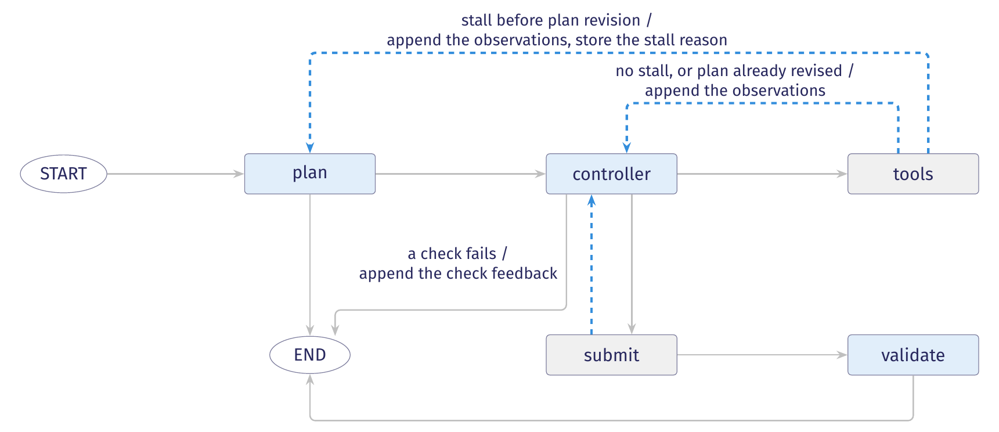 stall before plan revision /
append the observations, store the stall reason
no stall, or plan already revised /
append the observations
START
plan
controller
tools
a check fails /
append the check feedback
END
submit
validate